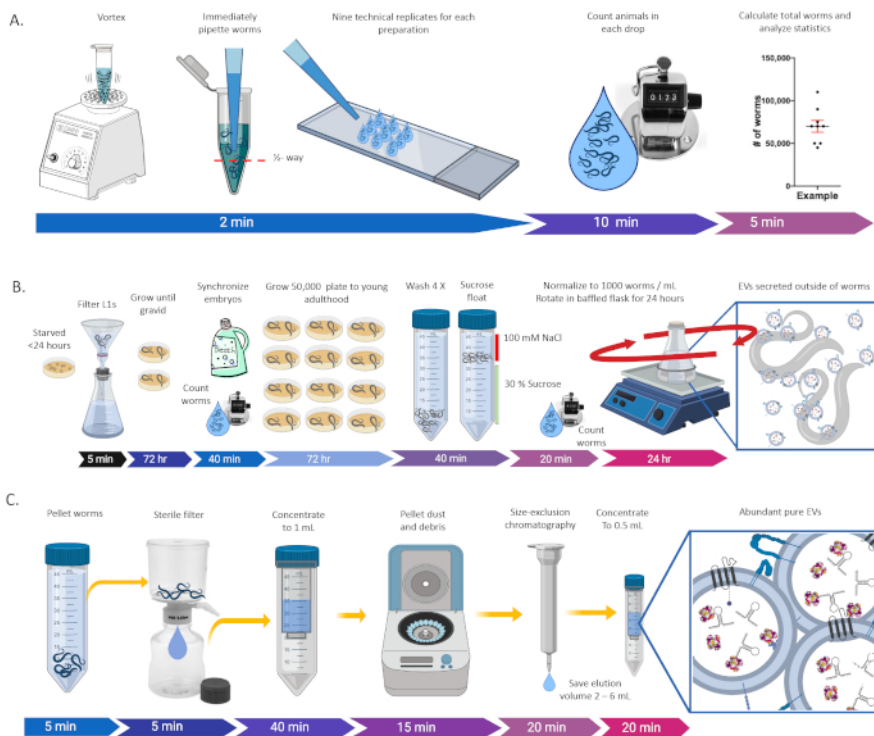 A.
Vortex
Immediately
pipette worms
Nine technical replicates for each
preparation
Count animals in
each drop
Calculate total worms and
analyze statistics
½- way
0123
# of worms
150,000
100,000
50,000
0
Example
2 min
10 min
5 min
B.
Starved
<24 hours
Filter L1s
Grow until
gravid
Synchronize
embryos
Count
worms
Grow 50,000 plate to young
adulthood
Wash 4 X
Sucrose
float
100 mM NaCl
30 % Sucrose
Normalize to 1000 worms / mL
Rotate in baffled flask for 24 hours
Count
worms
EVs secreted outside of worms
5 min
72 hr
40 min
72 hr
40 min
20 min
24 hr
C.
Pellet worms
Sterile filter
Concentrate
to 1 mL
Pellet dust
and debris
Size-exclusion
chromatography
Concentrate
To 0.5 mL
Abundant pure EVs
Save elution
volume 2 – 6 mL
5 min
5 min
40 min
15 min
20 min
20 min